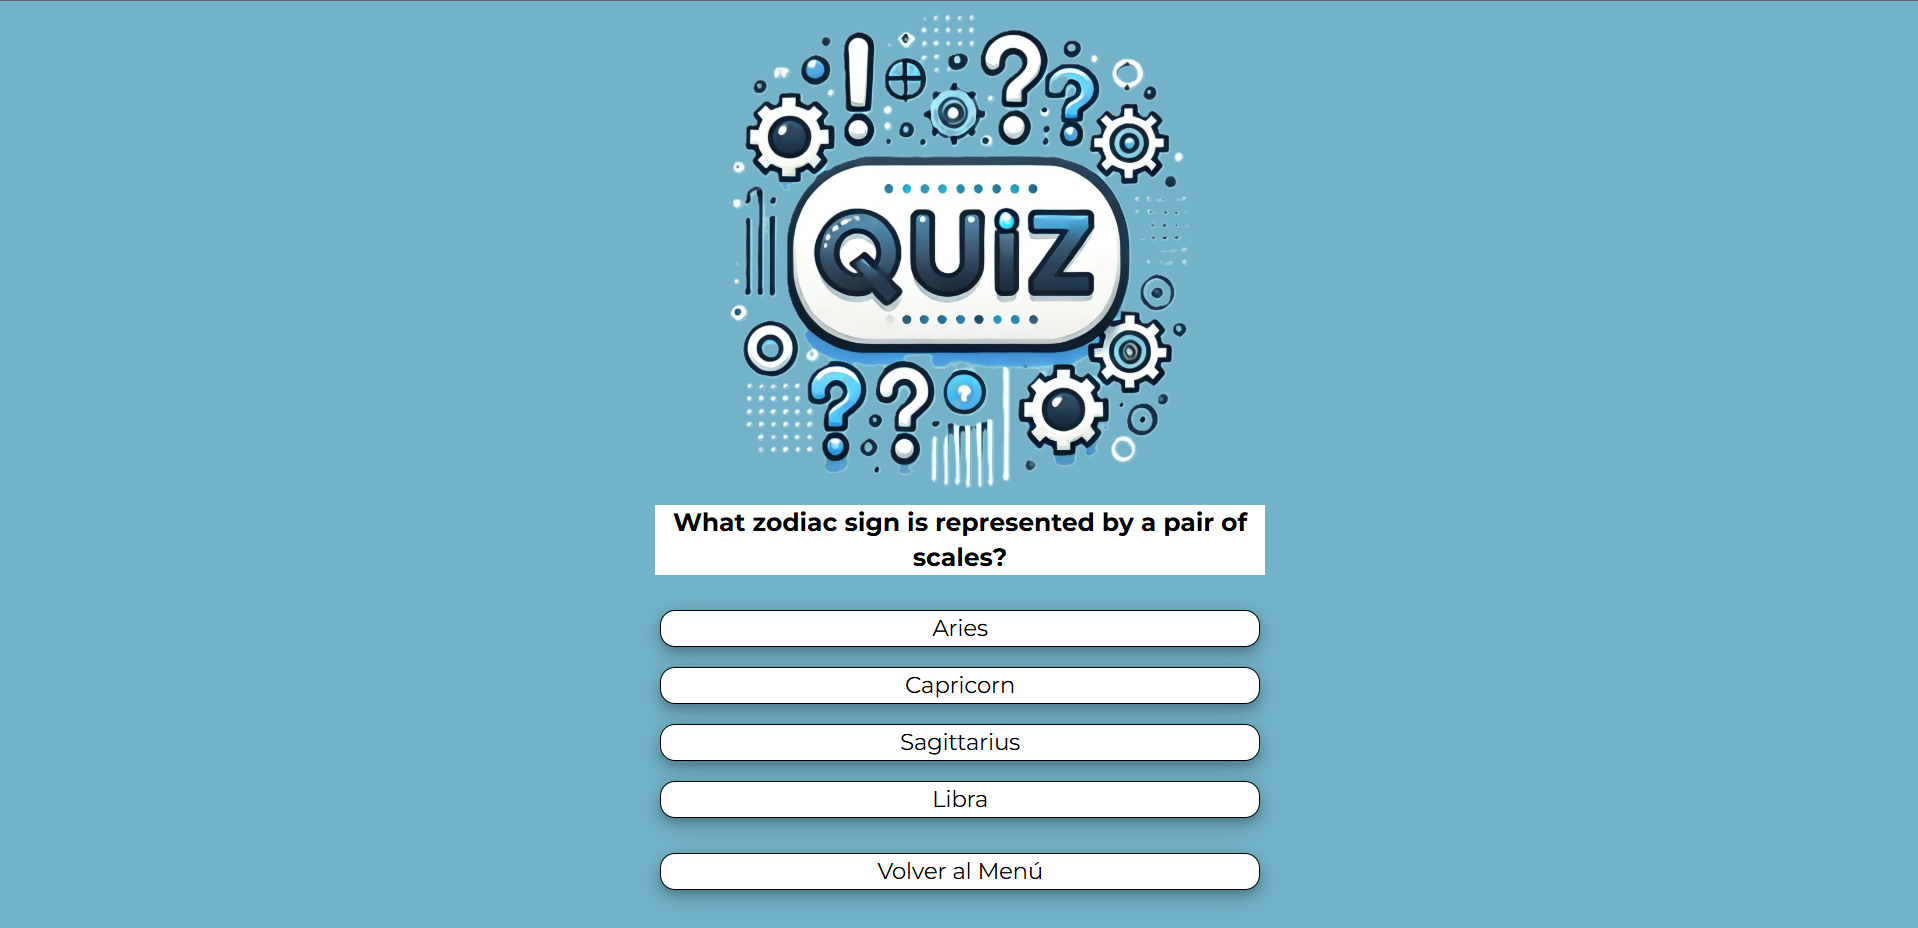 QUiZ
What zodiac sign is represented by a pair of
scales?
Aries
Capricorn
Sagittarius
Libra
Volver al Menú